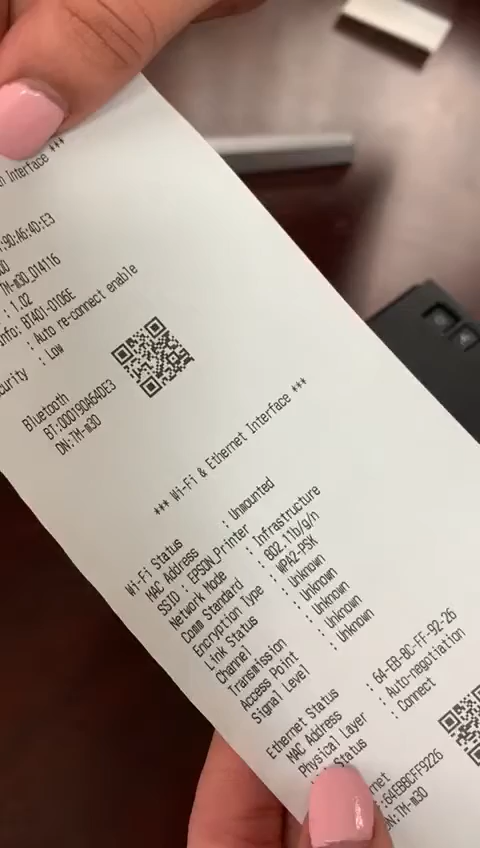 Interface ***
:90:A6:4D:E3
TM-m30_014116
: 1.02
Info: BT401-0106E
: Auto re-connect enable
curity : Low
Bluetooth
BT:000190A64DE3
DN:TM-m30
*** Wi-Fi & Ethernet Interface ***
Wi-Fi Status : Unmounted
MAC Address
SSID : EPSON_Printer
Network Mode : Infrastructure
Comm Standard : 802.11b/g/n
Encryption Type : WPA2-PSK
Link Status : Unknown
Channel : Unknown
Transmission : Unknown
Access Point : Unknown
Signal Level
Ethernet Status
MAC Address : 64-EB-8C-FF-92-26
Physical Layer : Auto-negotiation
Status : Connect
rnet
:64EB8CFF9226
DN:TM-m30